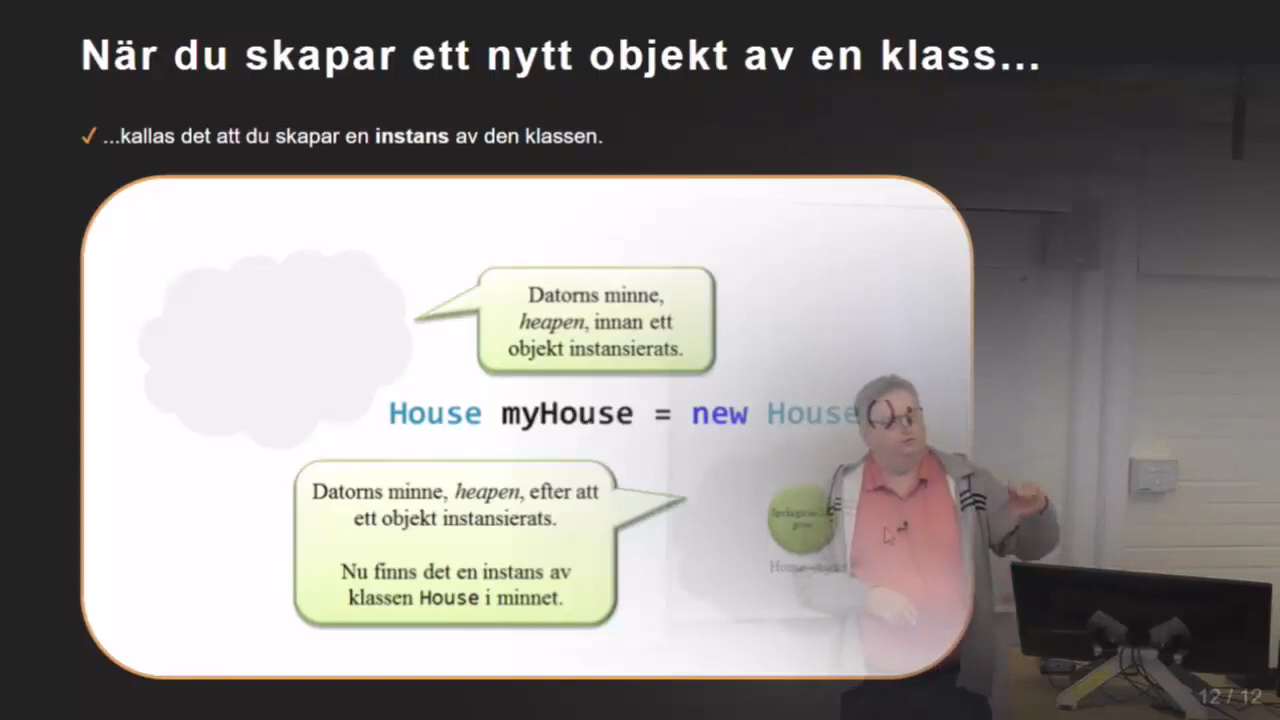 När du skapar ett nytt objekt av en klass...
✓ ...kallas det att du skapar en instans av den klassen.
Datorns minne,
heapen, innan ett
objekt instansierats.
House myHouse = new House();
Datorns minne, heapen, efter att
ett objekt instansierats.
Nu finns det en instans av
klassen House i minnet.
12 / 12